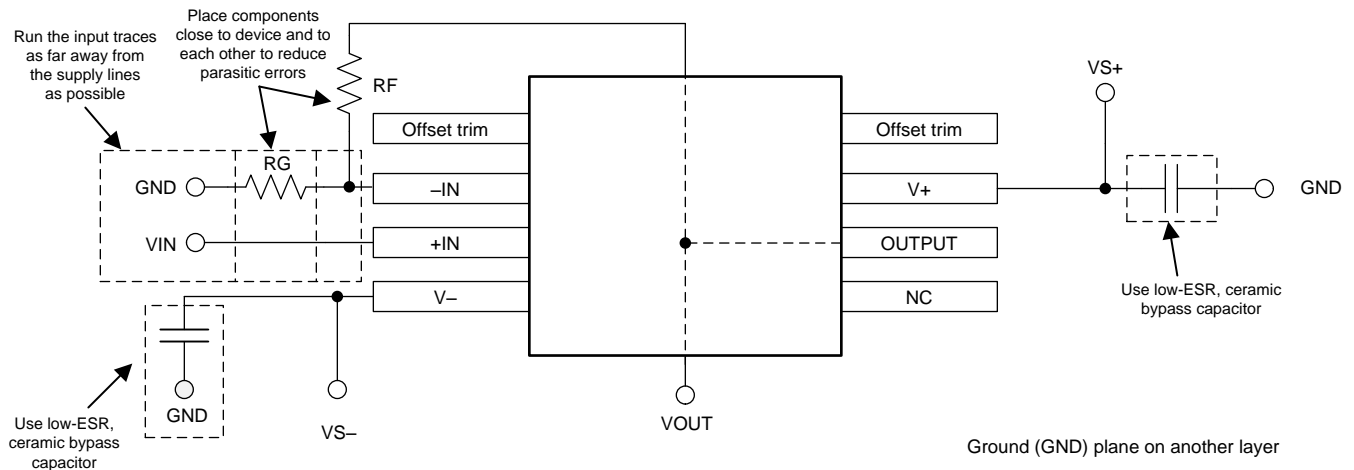 Run the input traces
as far away from
the supply lines
as possible
Place components
close to device and to
each other to reduce
parasitic errors
RF
VS+
Offset trim
Offset trim
RG
GND
–IN
V+
GND
VIN
+IN
OUTPUT
V–
NC
Use low-ESR, ceramic
bypass capacitor
GND
Use low-ESR,
ceramic bypass
capacitor
VS–
VOUT
Ground (GND) plane on another layer